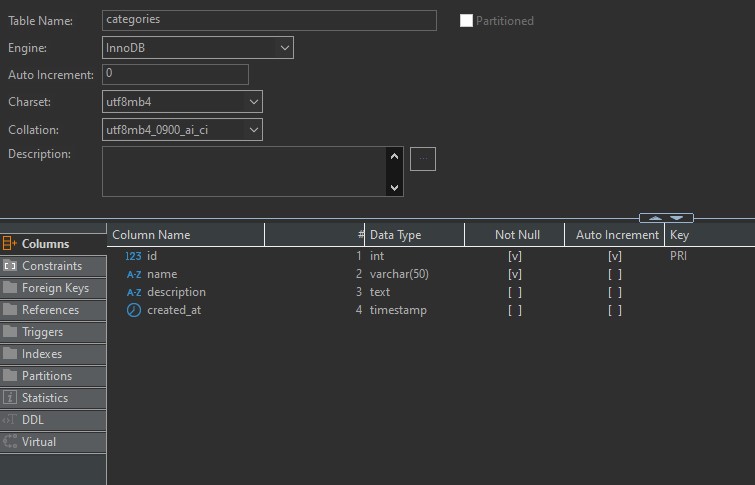 Table Name: categories Partitioned
Engine: InnoDB
Auto Increment: 0
Charset: utf8mb4
Collation: utf8mb4_0900_ai_ci
Description: ...
Columns Column Name # Data Type Not Null Auto Increment Key
123 id 1 int [v] [v] PRI
Constraints
A-Z name 2 varchar(50) [v] [ ]
Foreign Keys A-Z description 3 text [ ] [ ]
References created_at 4 timestamp [ ] [ ]
Triggers
Indexes
Partitions
Statistics
DDL
Virtual